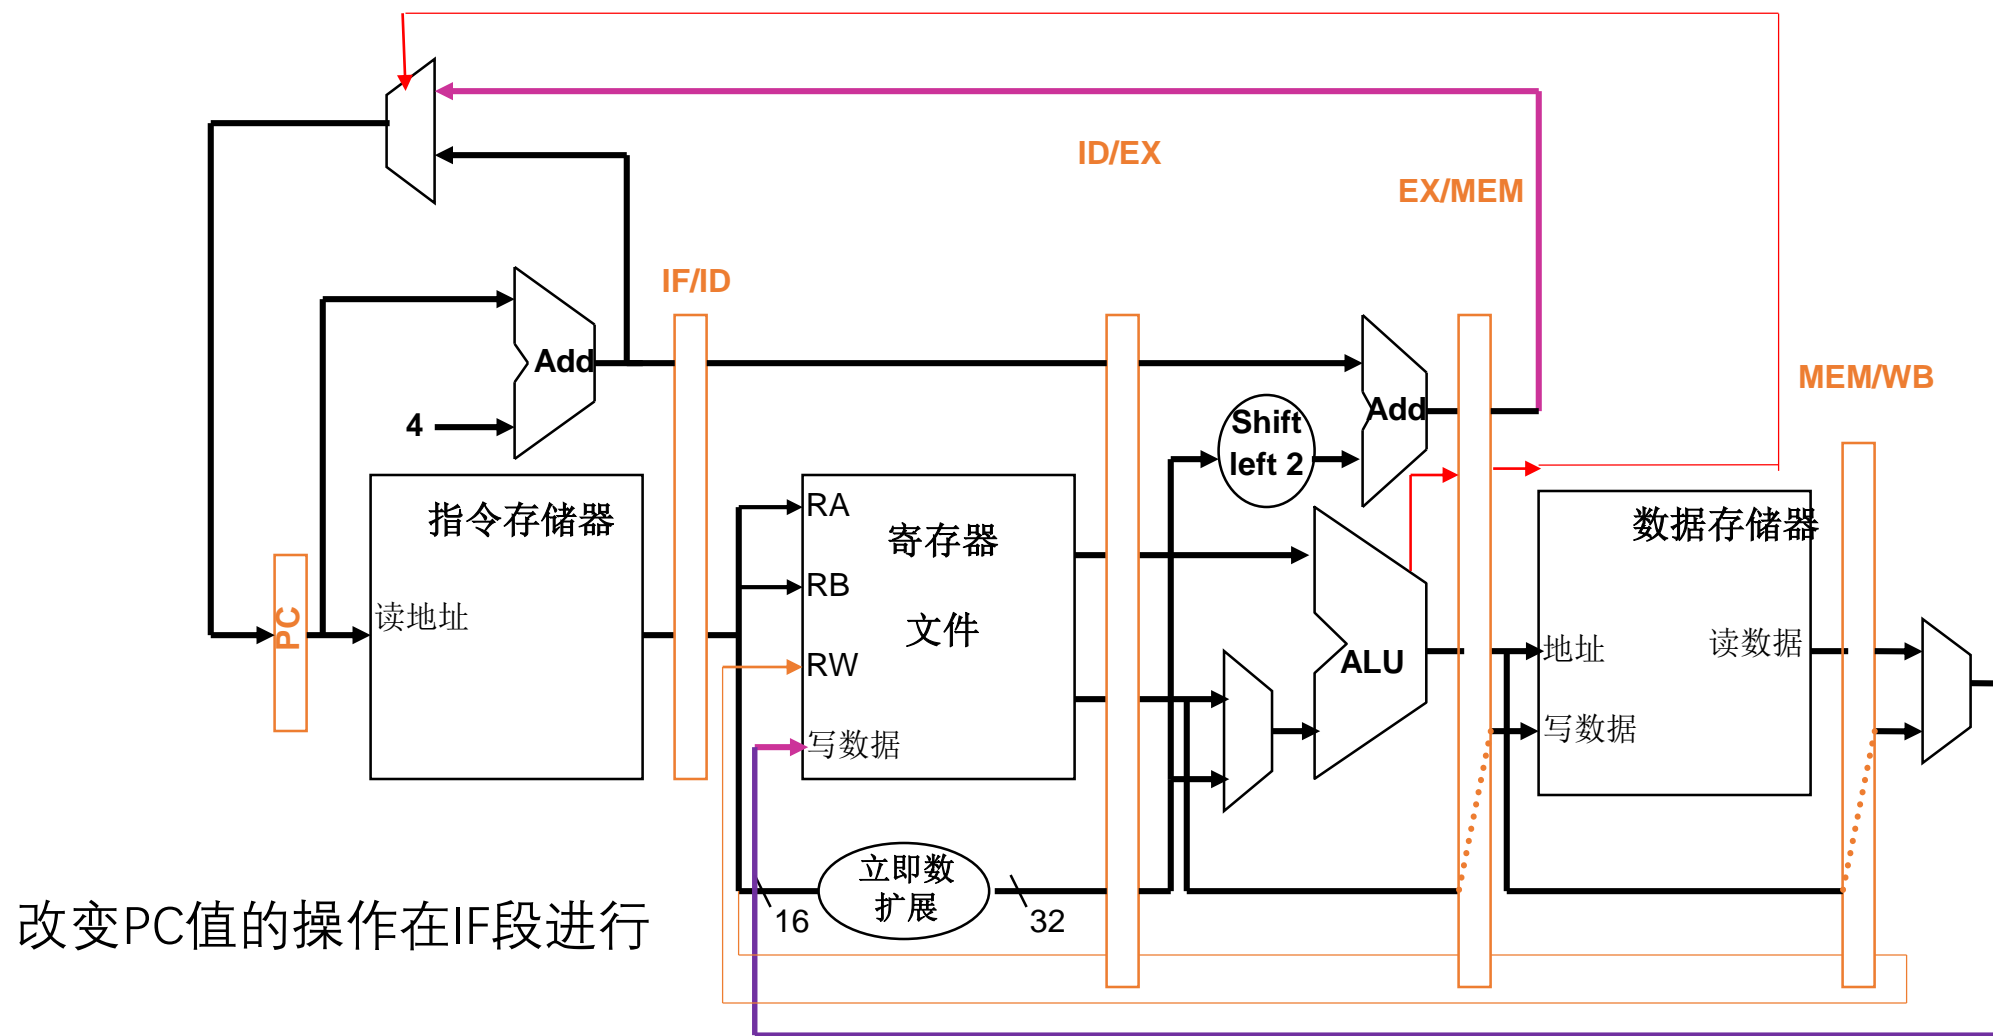 ID/EX
EX/MEM
IF/ID
Add
4
MEM/WB
Shift
left 2
Add
指令存储器
读地址
PC
RA
RB
RW
写数据
寄存器
文件
ALU
数据存储器
地址
读数据
写数据
立即数
扩展
16
32
改变PC值的操作在IF段进行